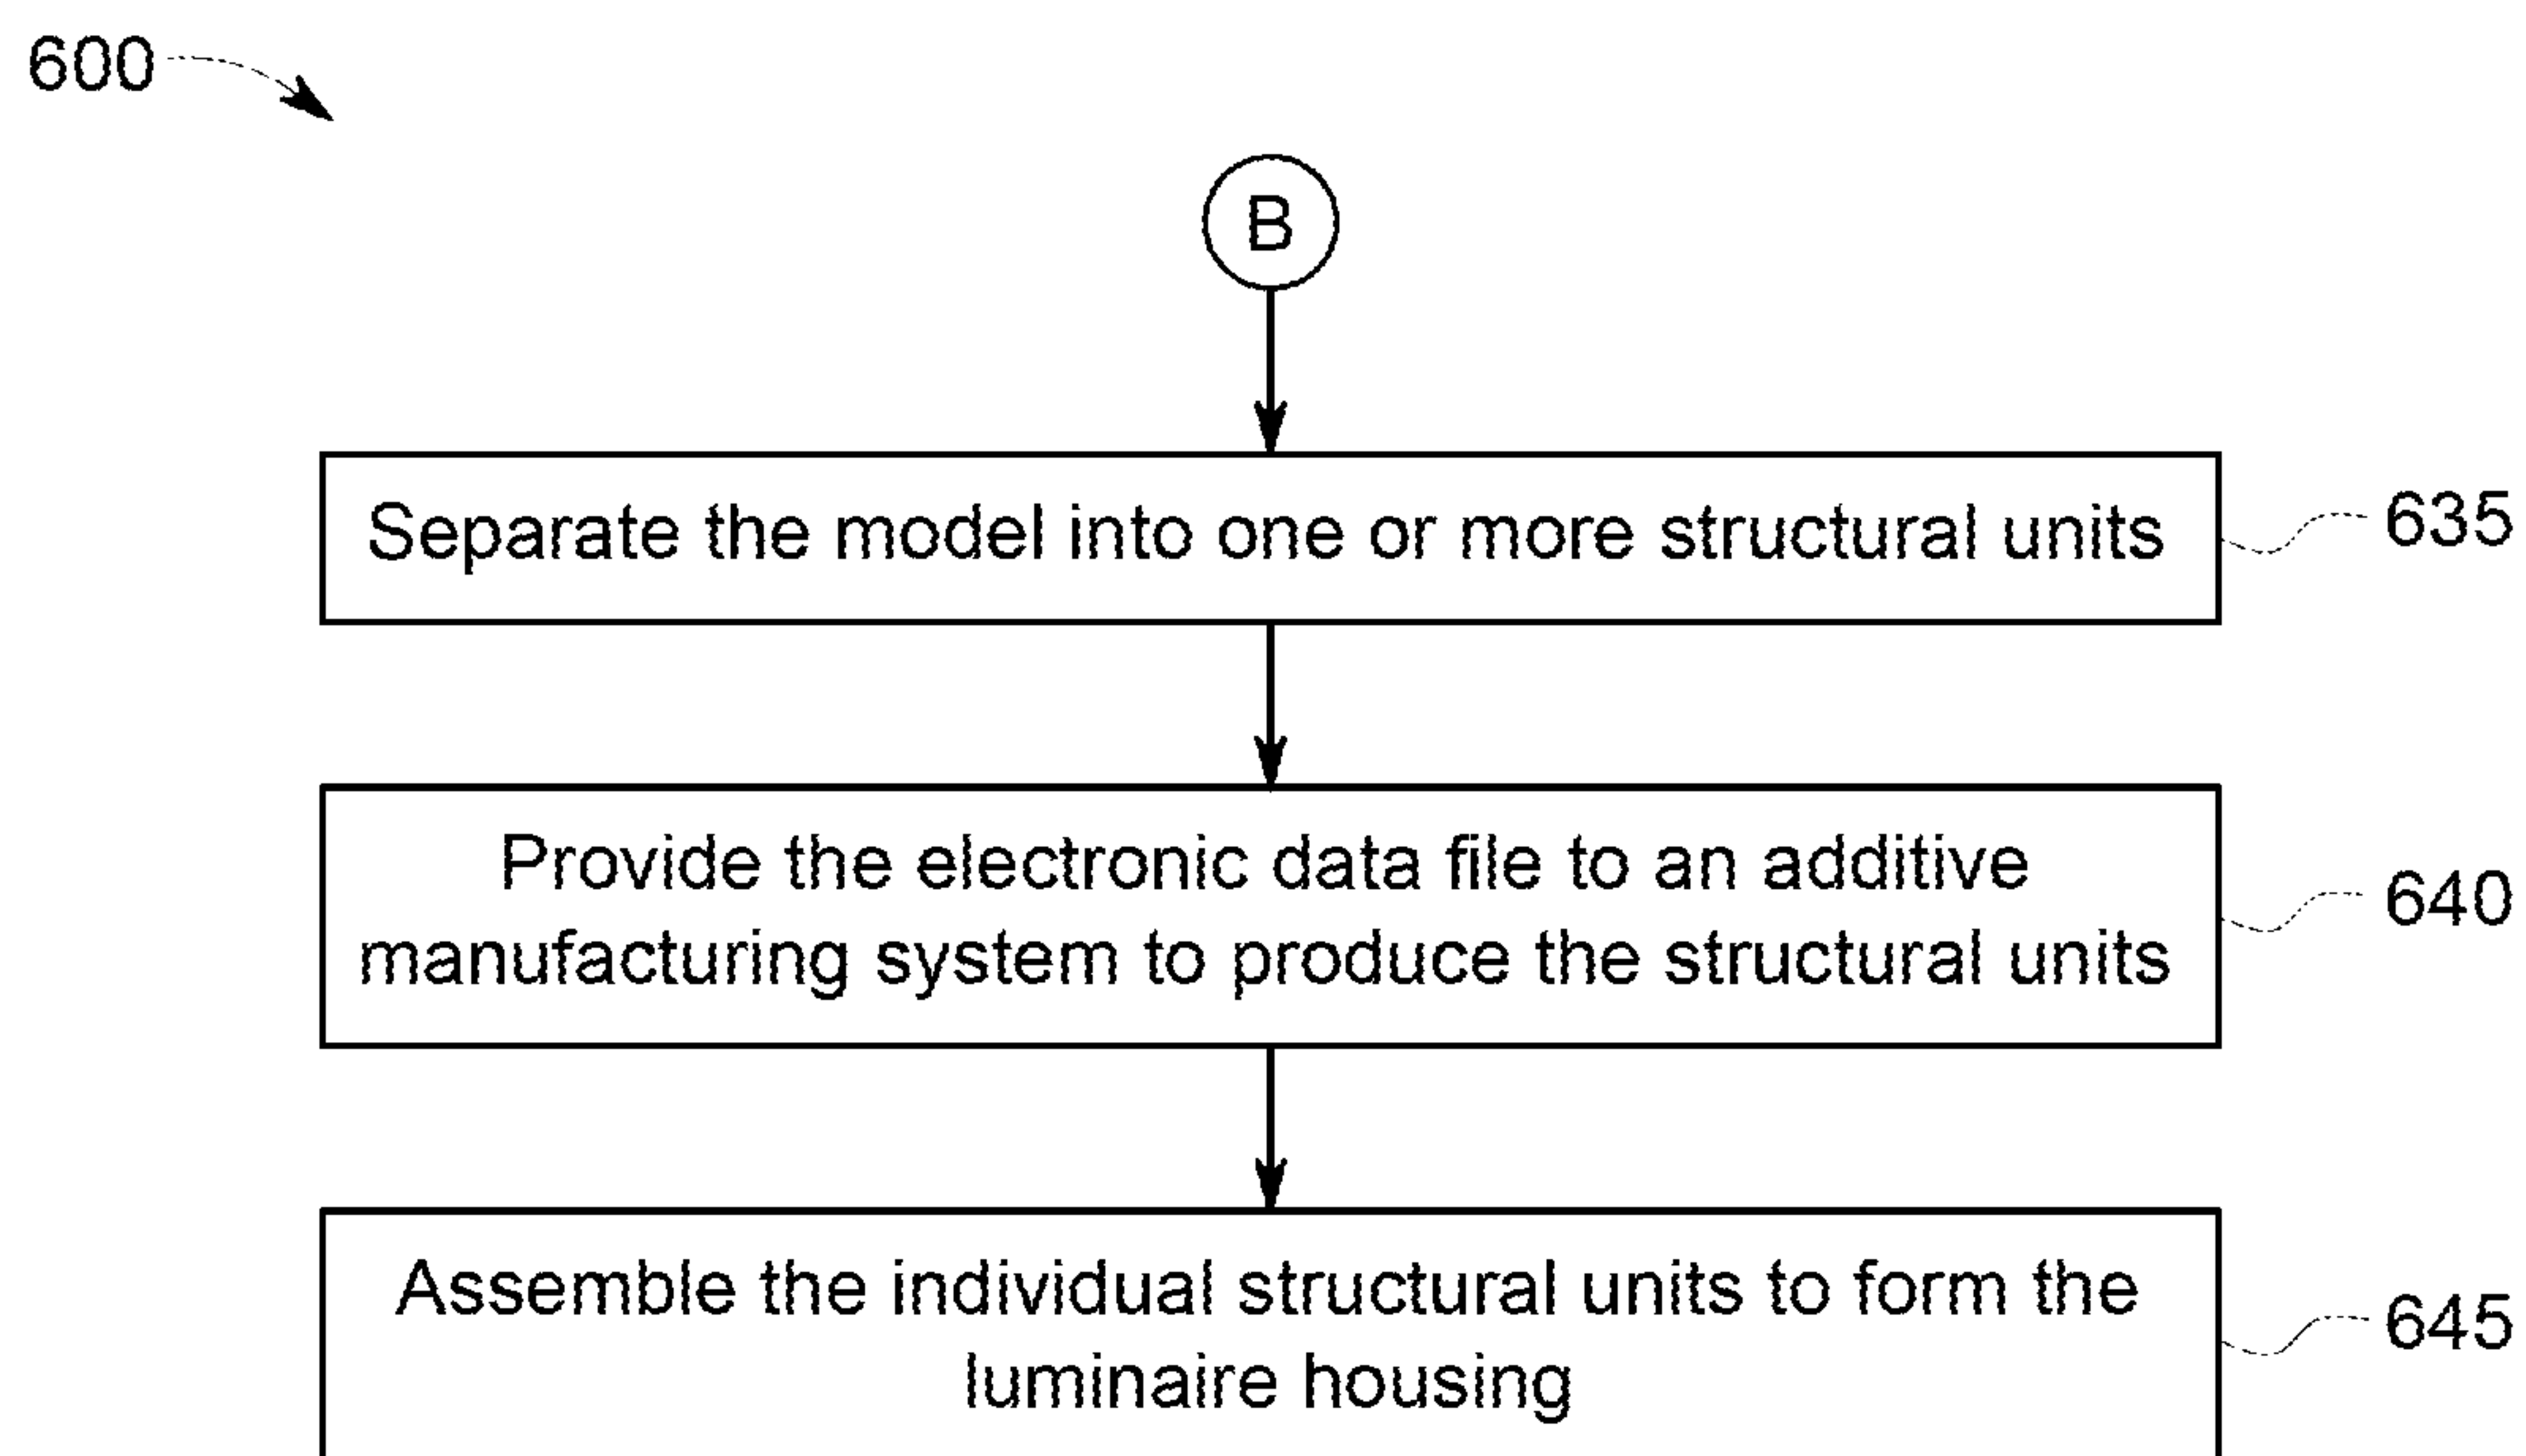 600
B
Separate the model into one or more structural units
635
Provide the electronic data file to an additive
manufacturing system to produce the structural units
640
Assemble the individual structural units to form the
luminaire housing
645